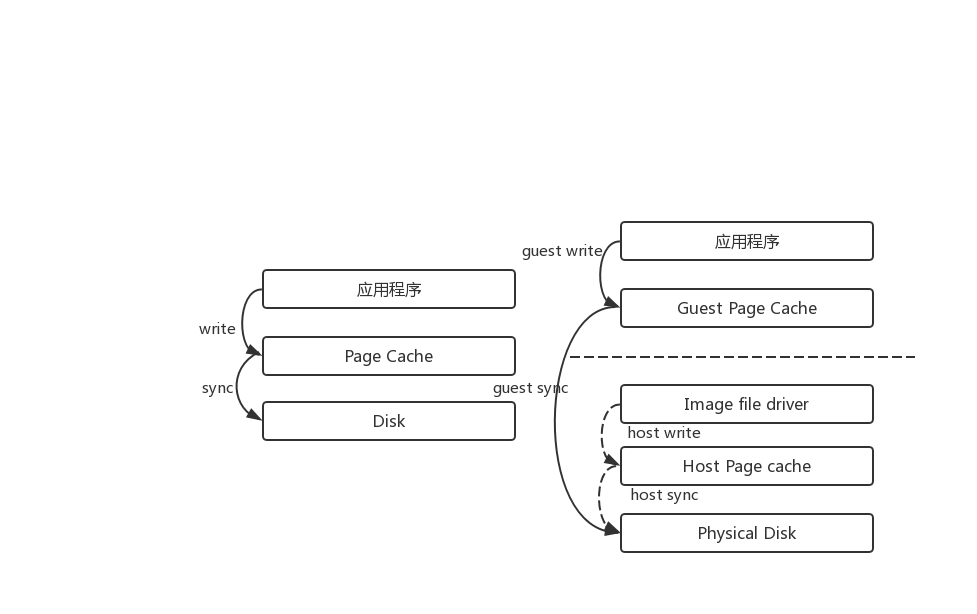 应用程序
write
Page Cache
sync
Disk
应用程序
guest write
Guest Page Cache
guest sync
Image file driver
host write
Host Page cache
host sync
Physical Disk